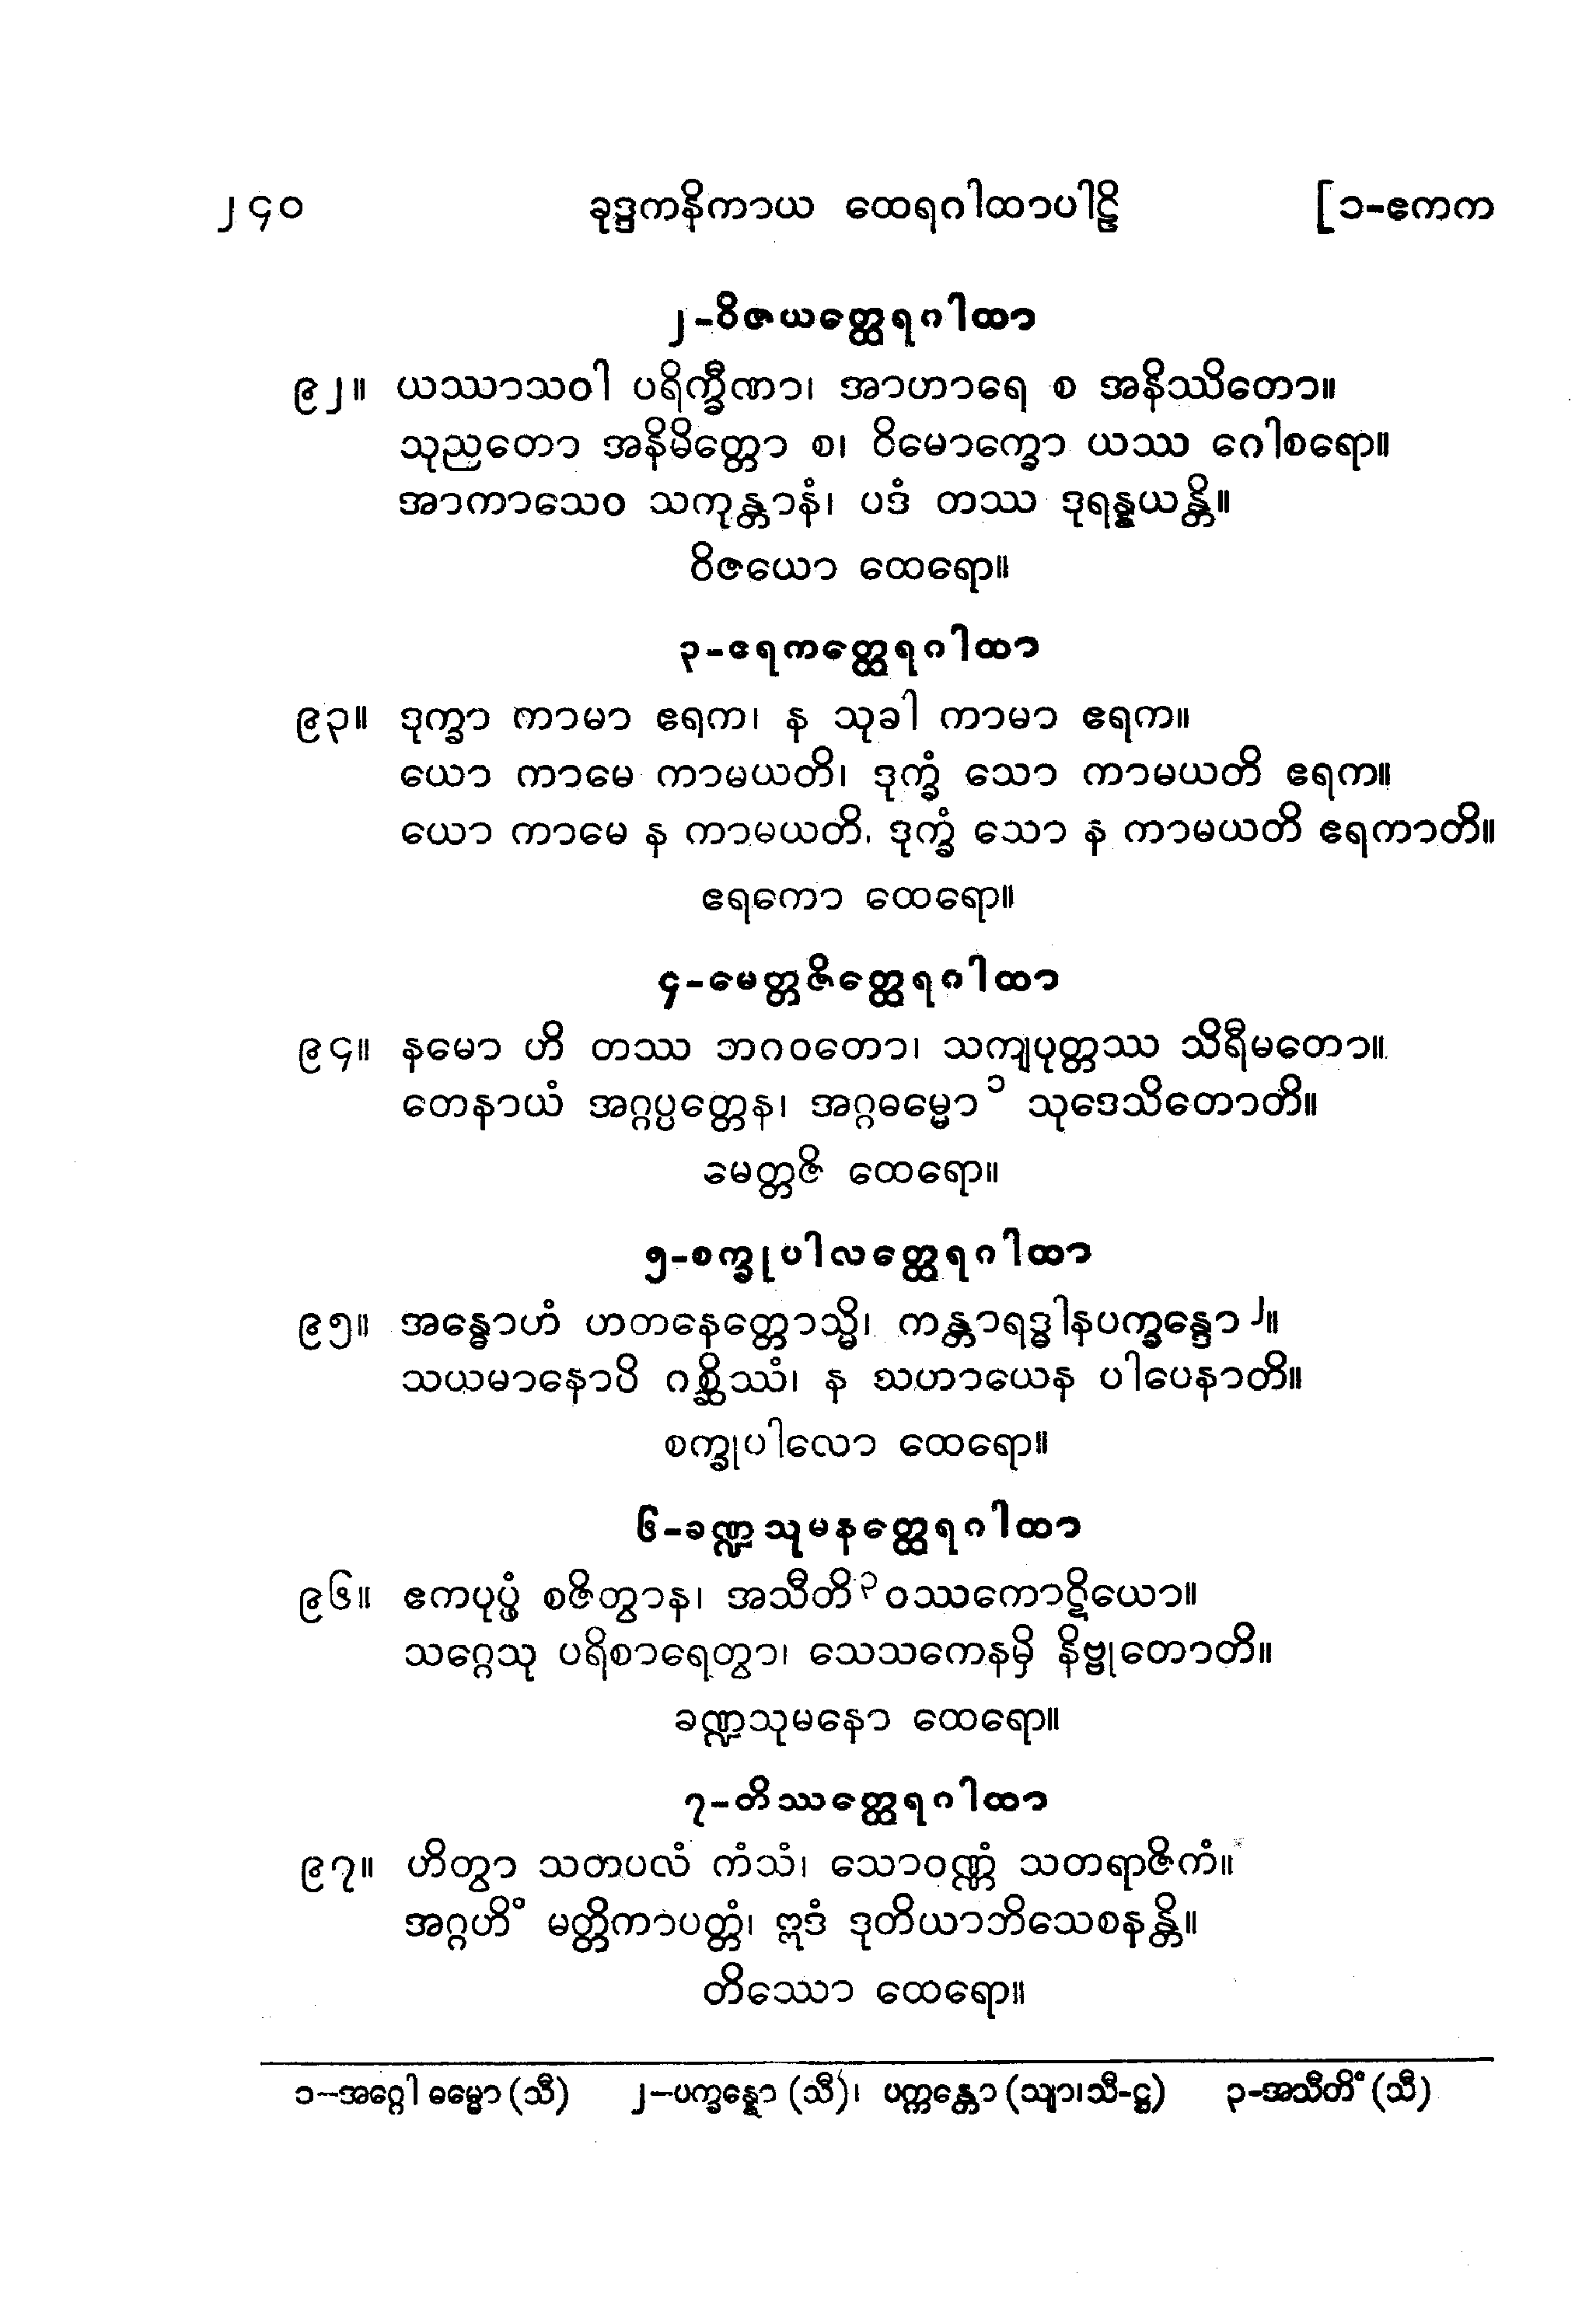 ၂၄၀ ခုဒ္ဒကနိကာယ ထေရဂါထာပါဠိ [၁-ဧကက
၂-ဝိဇယတ္ထေရဂါထာ
၉၂။ ယဿာသဝါ ပရိက္ခီဏာ၊ အာဟာရေ စ အနိဿိတော။
သုညတော အနိမိတ္တော စ၊ ဝိမောက္ခော ယဿ ဂေါစရော။
အာကာသေဝ သကုန္တာနံ၊ ပဒံ တဿ ဒုရန္နယန္တိ။
ဝိဇယော ထေရော။
၃-ဧရကတ္ထေရဂါထာ
၉၃။ ဒုက္ခာ ကာမာ ဧရက၊ န သုခါ ကာမာ ဧရက။
ယော ကာမေ ကာမယတိ၊ ဒုက္ခံ သော ကာမယတိ ဧရက။
ယော ကာမေ န ကာမယတိ၊ ဒုက္ခံ သော န ကာမယတိ ဧရကာတိ။
ဧရကော ထေရော။
၄-မေတ္တဇိတ္ထေရဂါထာ
၉၄။ နမော ဟိ တဿ ဘဂဝတော၊ သကျပုတ္တဿ သိရီမတော။
တေနာယံ အဂ္ဂပ္ပတ္တေန၊ အဂ္ဂဓမ္မော၁ သုဒေသိတောတိ။
မေတ္တဇိ ထေရော။
၅-စက္ခုပါလတ္ထေရဂါထာ
၉၅။ အန္ဓောဟံ ဟတနေတ္တောသ္မိ၊ ကန္တာရဒ္ဓါနပက္ခန္ဒော၂။
သယမာနောပိ ဂစ္ဆိဿံ၊ န သဟာယေန ပါပေနာတိ။
စက္ခုပါလော ထေရော။
၆-ခဏ္ဍသုမနတ္ထေရဂါထာ
၉၆။ ဧကပုပ္ဖံ စဇိတွာန၊ အသီတိ၃ ဝဿကောဋိယော။
သဂ္ဂေသု ပရိစာရေတွာ၊ သေသကေနမှိ နိဗ္ဗုတောတိ။
ခဏ္ဍသုမနော ထေရော။
၇-တိဿတ္ထေရဂါထာ
၉၇။ ဟိတွာ သတပလံ ကံသံ၊ သောဝဏ္ဏံ သတရာဇိကံ။
အဂ္ဂဟိံ မတ္တိကာပတ္တံ၊ ဣဒံ ဒုတိယာဘိသေစနန္တိ။
တိဿော ထေရော။
၁-အဂ္ဂေါ ဓမ္မော (သီ) ၂-ပက္ခန္နော (သီ)၊ ပက္ကန္တော (သျာ၊သီ-ဋ္ဌ) ၃-အသီတိံ (သီ)